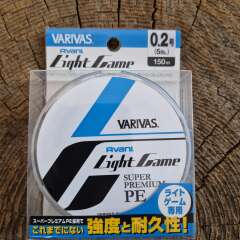 VARIVAS®
Avani
Light Game
0.2号
(5lb.)
150m
VARIVAS®
Avani
Light Game
SUPER
PREMIUM
PE
ライト
ゲーム
専用
スーパープレミアムPE採用で
これまでにない
強度と耐久性!